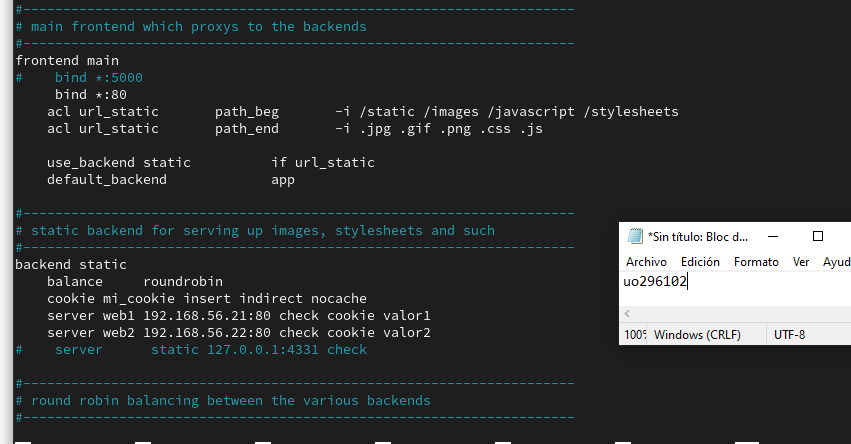 #---------------------------------------------------------------------
# main frontend which proxys to the backends
#---------------------------------------------------------------------
frontend main
#    bind *:5000
     bind *:80
    acl url_static       path_beg       -i /static /images /javascript /stylesheets
    acl url_static       path_end       -i .jpg .gif .png .css .js

    use_backend static          if url_static
    default_backend             app

#---------------------------------------------------------------------
# static backend for serving up images, stylesheets and such
#---------------------------------------------------------------------
backend static
    balance     roundrobin
    cookie mi_cookie insert indirect nocache
    server web1 192.168.56.21:80 check cookie valor1
    server web2 192.168.56.22:80 check cookie valor2
#    server      static 127.0.0.1:4331 check

#---------------------------------------------------------------------
# round robin balancing between the various backends
#---------------------------------------------------------------------
*Sin título: Bloc d...
Archivo Edición Formato Ver Ayud
uo296102
100% Windows (CRLF) UTF-8